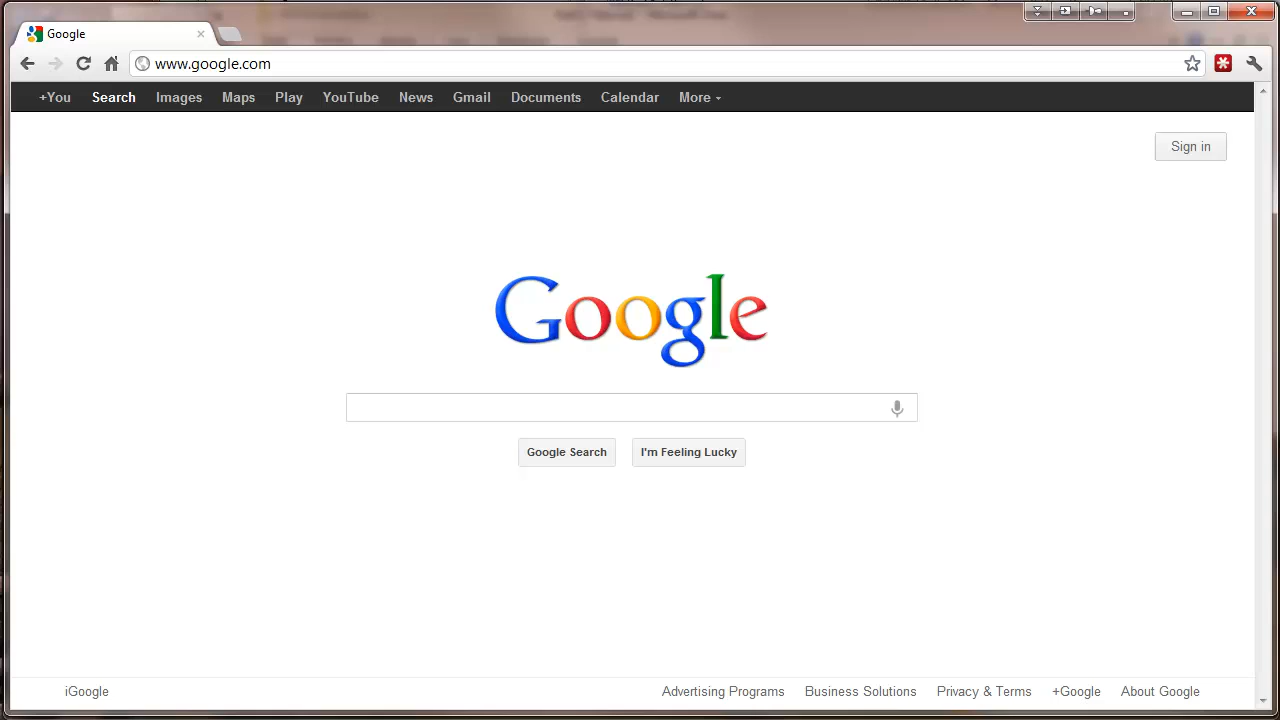 Google
www.google.com
+You Search Images Maps Play YouTube News Gmail Documents Calendar More
Sign in
Google
Google Search I'm Feeling Lucky
iGoogle Advertising Programs Business Solutions Privacy & Terms +Google About Google